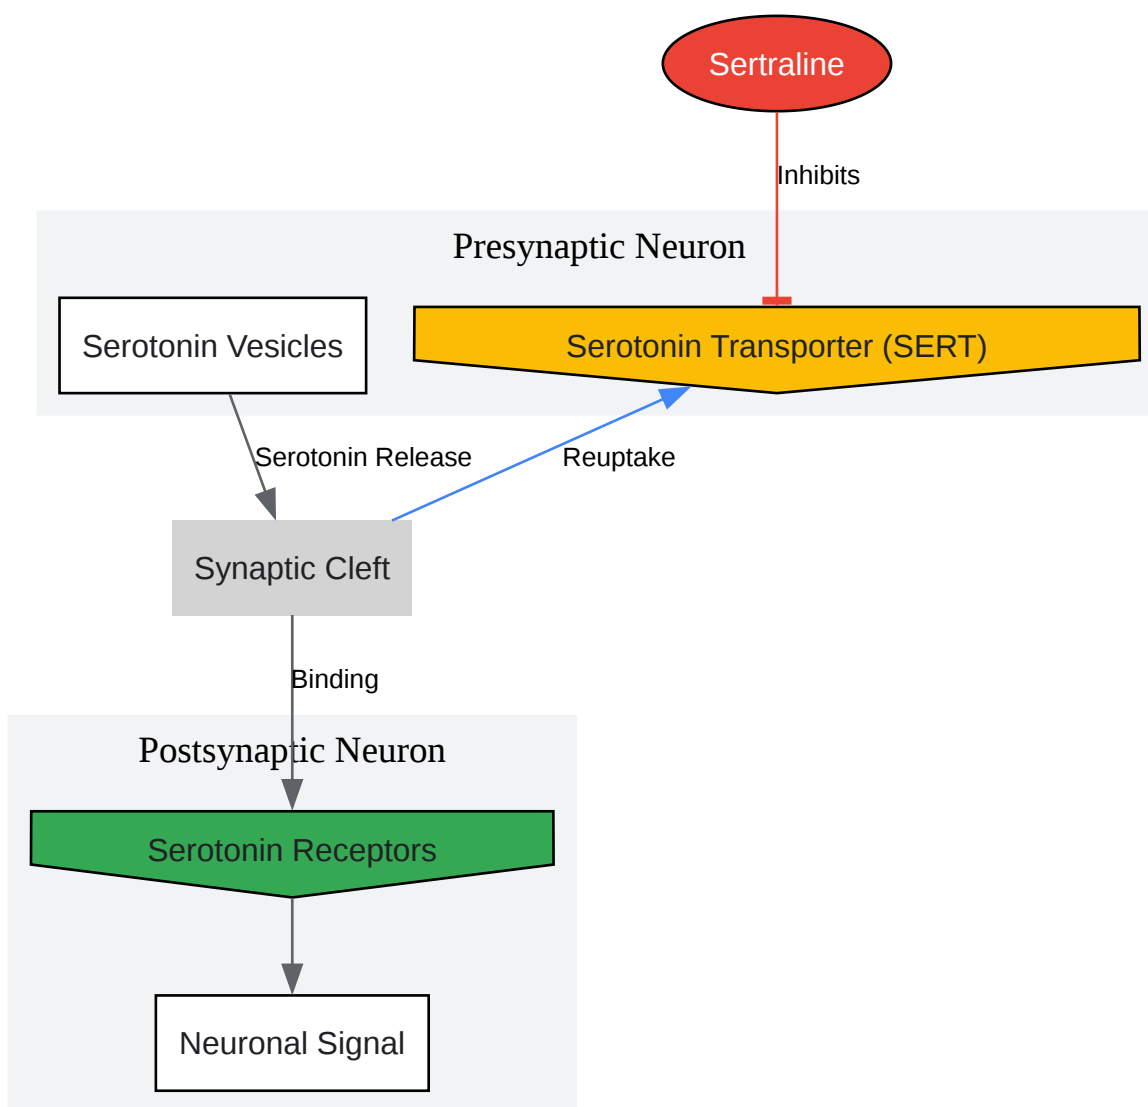 Sertraline
Inhibits
Presynaptic Neuron
Serotonin Vesicles
Serotonin Transporter (SERT)
Serotonin Release
Reuptake
Synaptic Cleft
Binding
Postsynaptic Neuron
Serotonin Receptors
Neuronal Signal